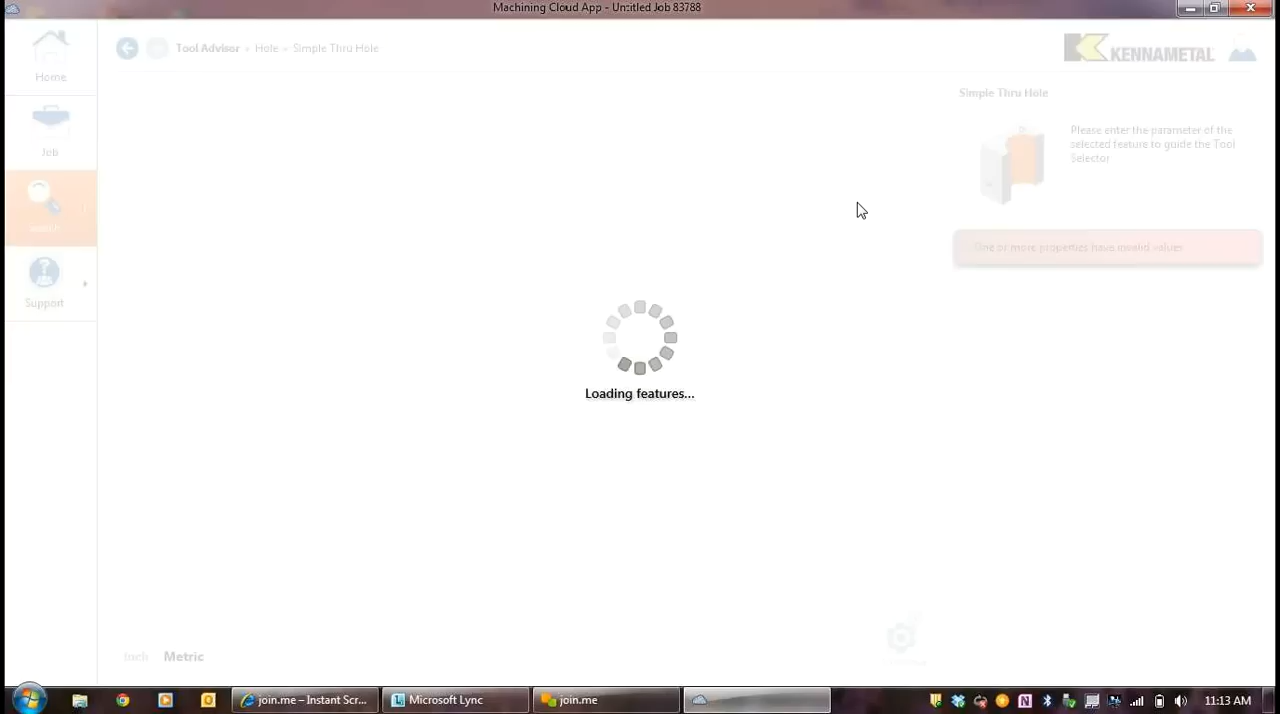 Machining Cloud App - Untitled Job 83788
Home
Job
Search
Support
Tool Advisor » Hole » Simple Thru Hole
KENNAMETAL
Simple Thru Hole
Please enter the parameter of the
selected feature to guide the Tool
Selector
One or more properties have invalid values
Loading features...
Inch Metric
join.me – Instant Scr...
Microsoft Lync
join.me
11:13 AM